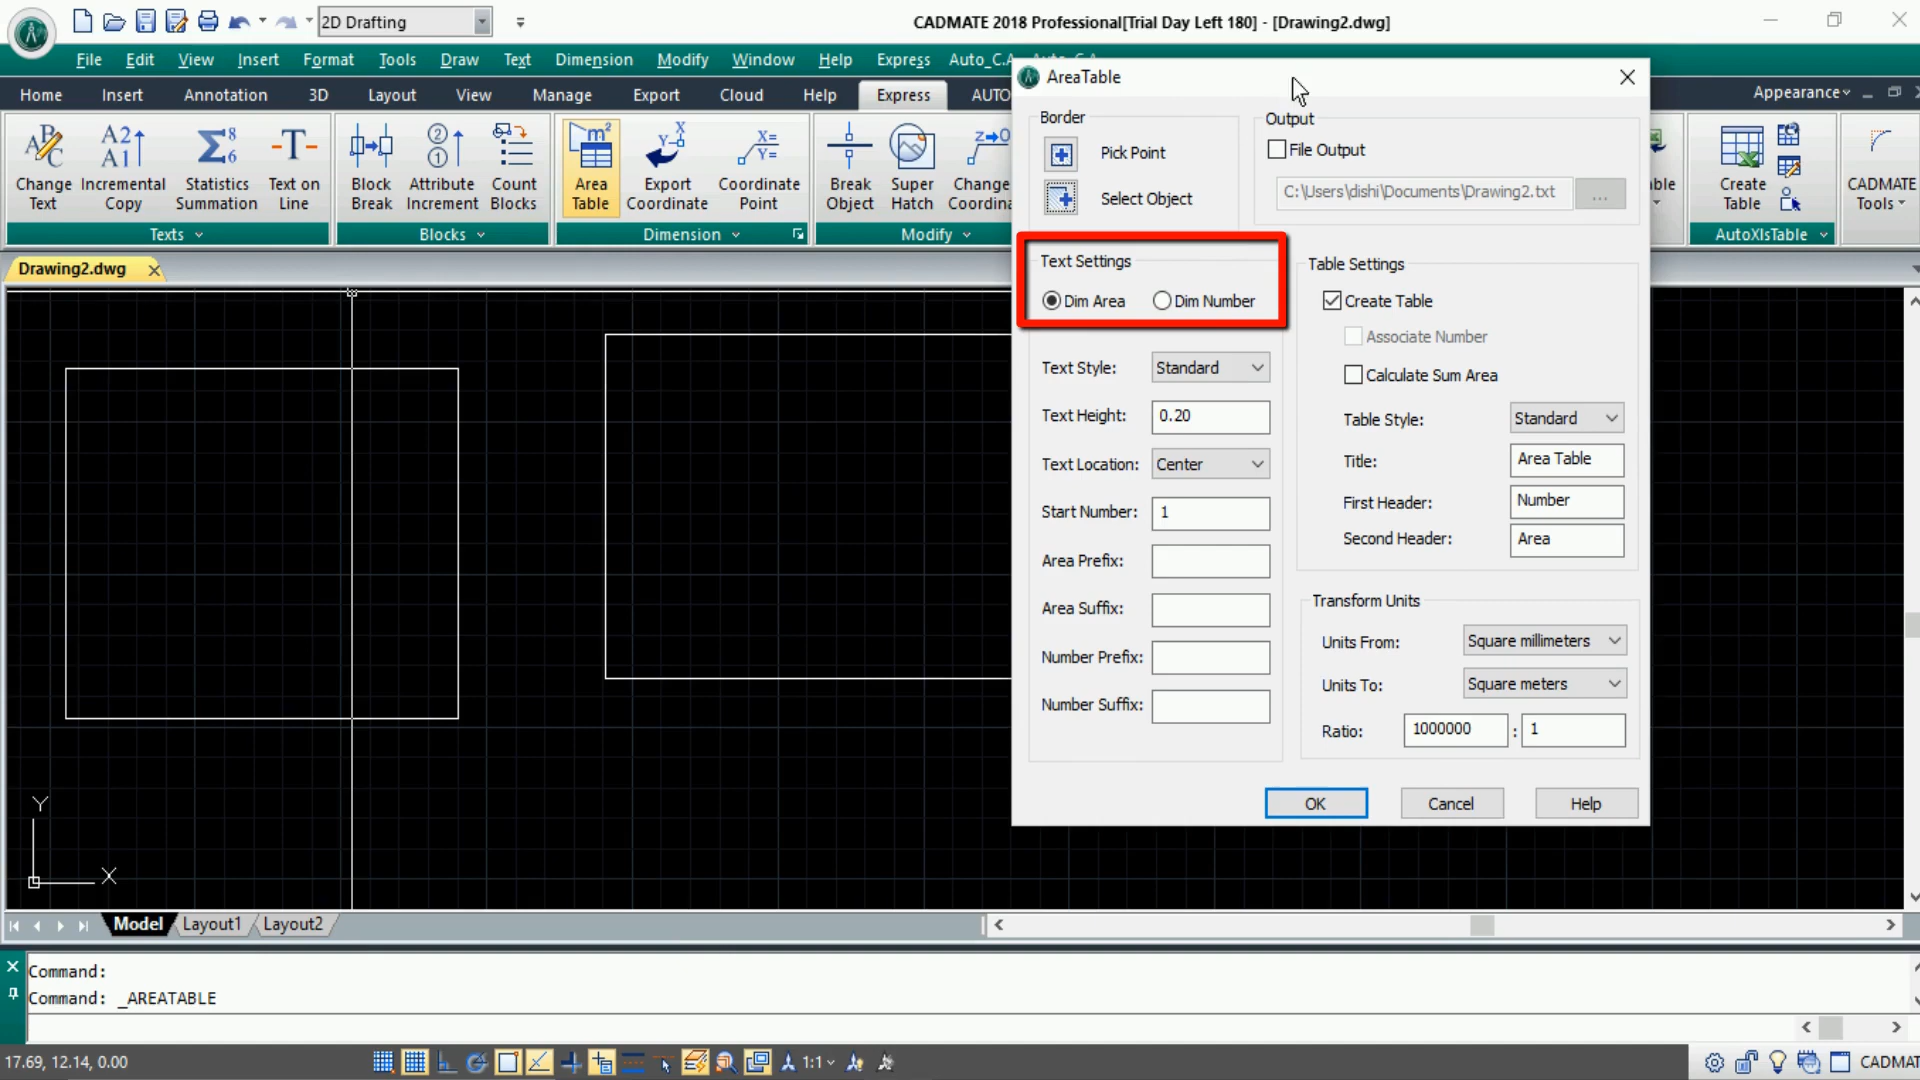 2D Drafting
CADMATE 2018 Professional[Trial Day Left 180] - [Drawing2.dwg]
File Edit View Insert Format Tools Draw Text Dimension Modify Window Help Express
Home Insert Annotation 3D Layout View Manage Export Cloud Help Express AUTO Appearance
Change Text
Incremental Copy
Statistics Summation
Text on Line
Texts
Block Break
Attribute Increment
Count Blocks
Blocks
Area Table
Export Coordinate
Coordinate Point
Dimension
Break Object
Super Hatch
Change
Modify
Create Table
AutoXlsTable
CADMATE Tools
Drawing2.dwg
AreaTable
Border
Pick Point
Select Object
Output
File Output
C:\Users\dishi\Documents\Drawing2.txt
...
Text Settings
Dim Area Dim Number
Text Style: Standard
Text Height: 0.20
Text Location: Center
Start Number: 1
Area Prefix:
Area Suffix:
Number Prefix:
Number Suffix:
Table Settings
Create Table
Associate Number
Calculate Sum Area
Table Style: Standard
Title: Area Table
First Header: Number
Second Header: Area
Transform Units
Units From: Square millimeters
Units To: Square meters
Ratio: 1000000 : 1
OK Cancel Help
Y
X
Model Layout1 Layout2
Command:
Command: _AREATABLE
17.69, 12.14, 0.00
1:1